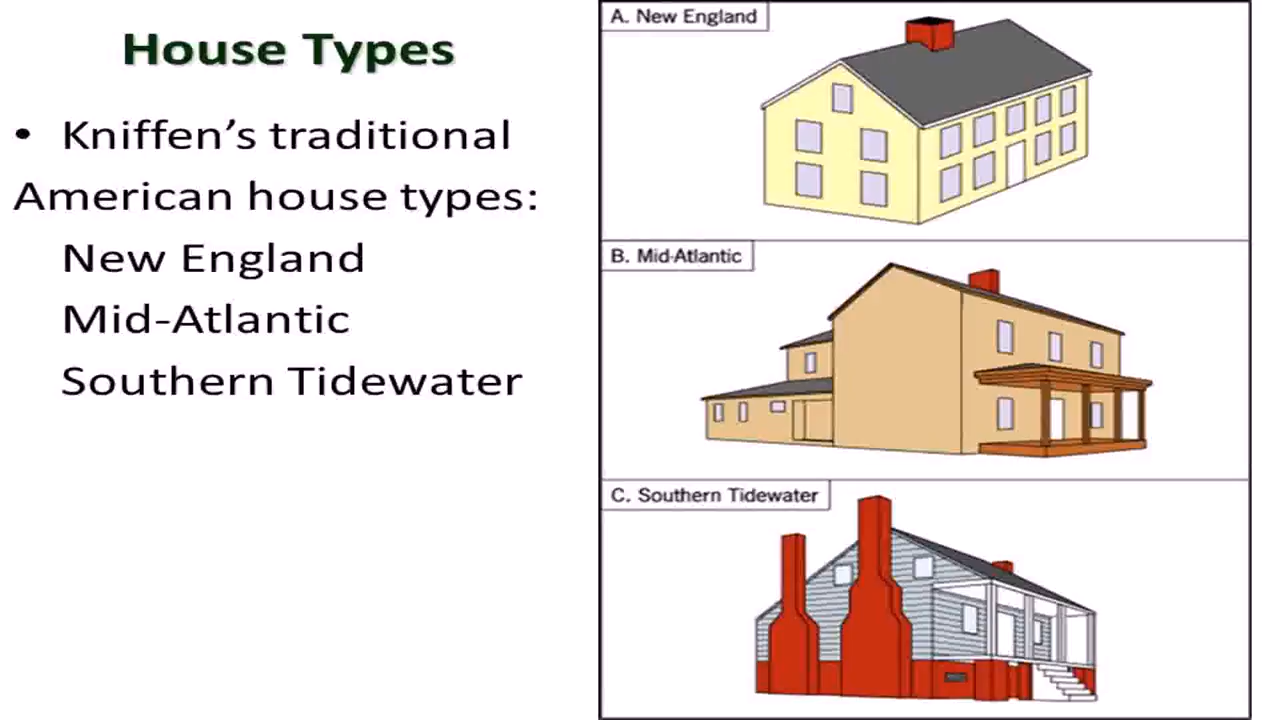 House Types
• Kniffen’s traditional
American house types:
New England
Mid-Atlantic
Southern Tidewater
A. New England
B. Mid-Atlantic
C. Southern Tidewater